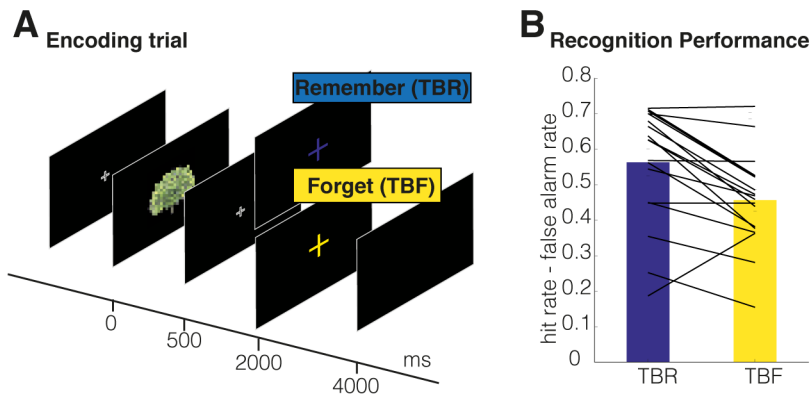 A Encoding trial
Remember (TBR)
Forget (TBF)
0
500
2000
4000
ms
B Recognition Performance
hit rate - false alarm rate
0.8
0.7
0.6
0.5
0.4
0.3
0.2
0.1
0
TBR
TBF